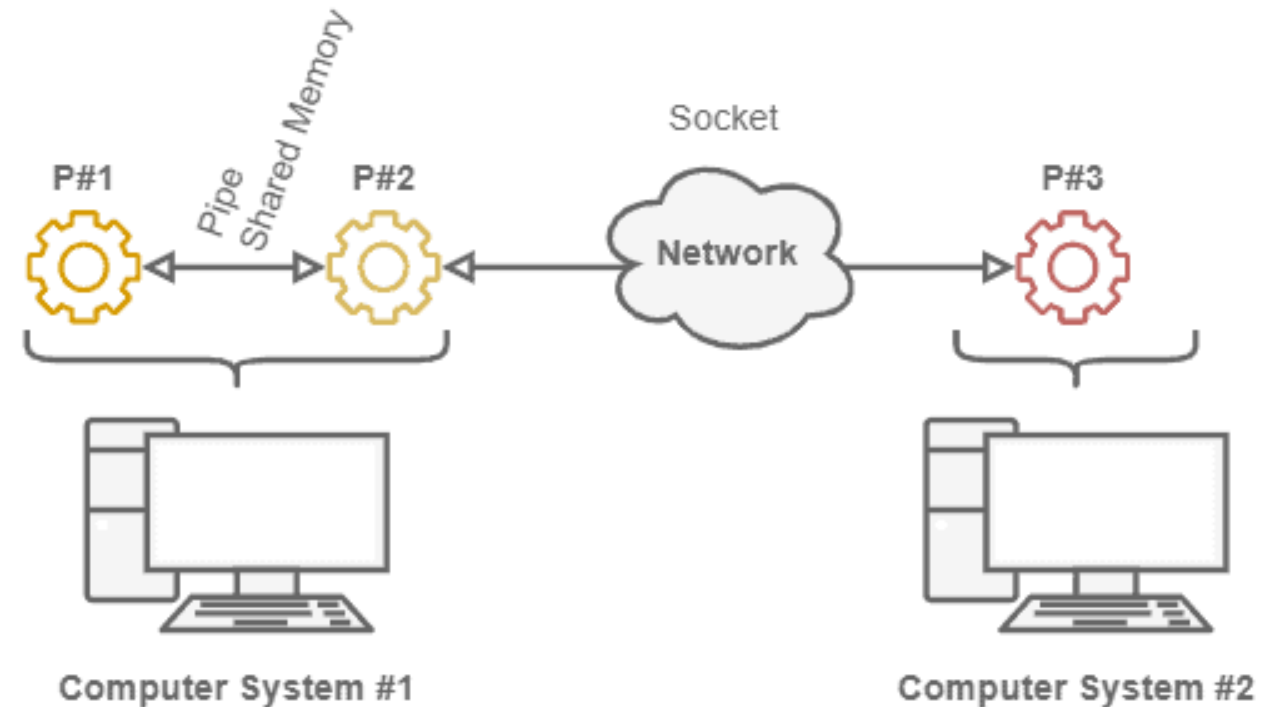 Pipe
Shared Memory
Socket
P#1
P#2
P#3
Network
Computer System #1
Computer System #2